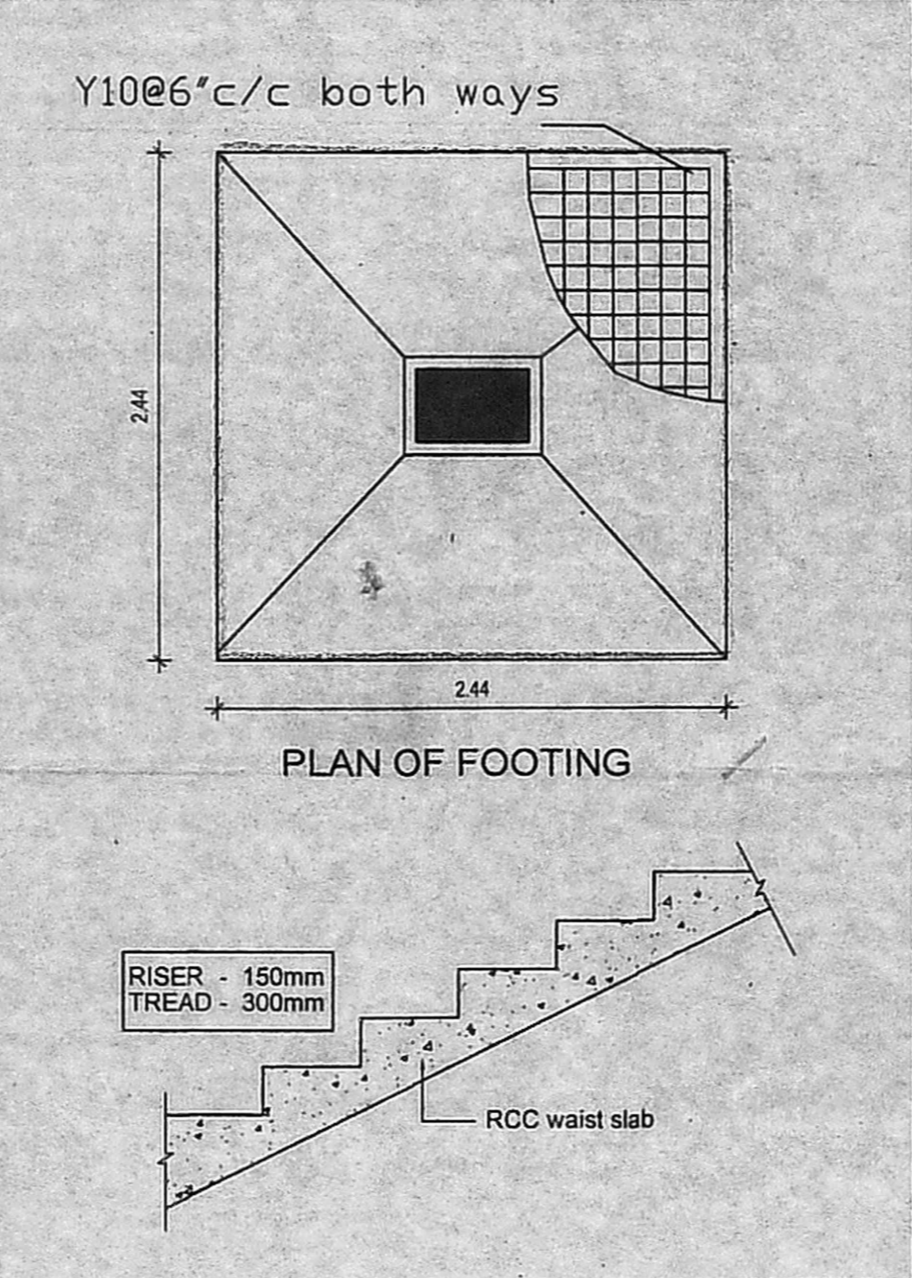 Y10@6"c/c both ways
2.44
2.44
PLAN OF FOOTING
RISER - 150mm
TREAD - 300mm
RCC waist slab